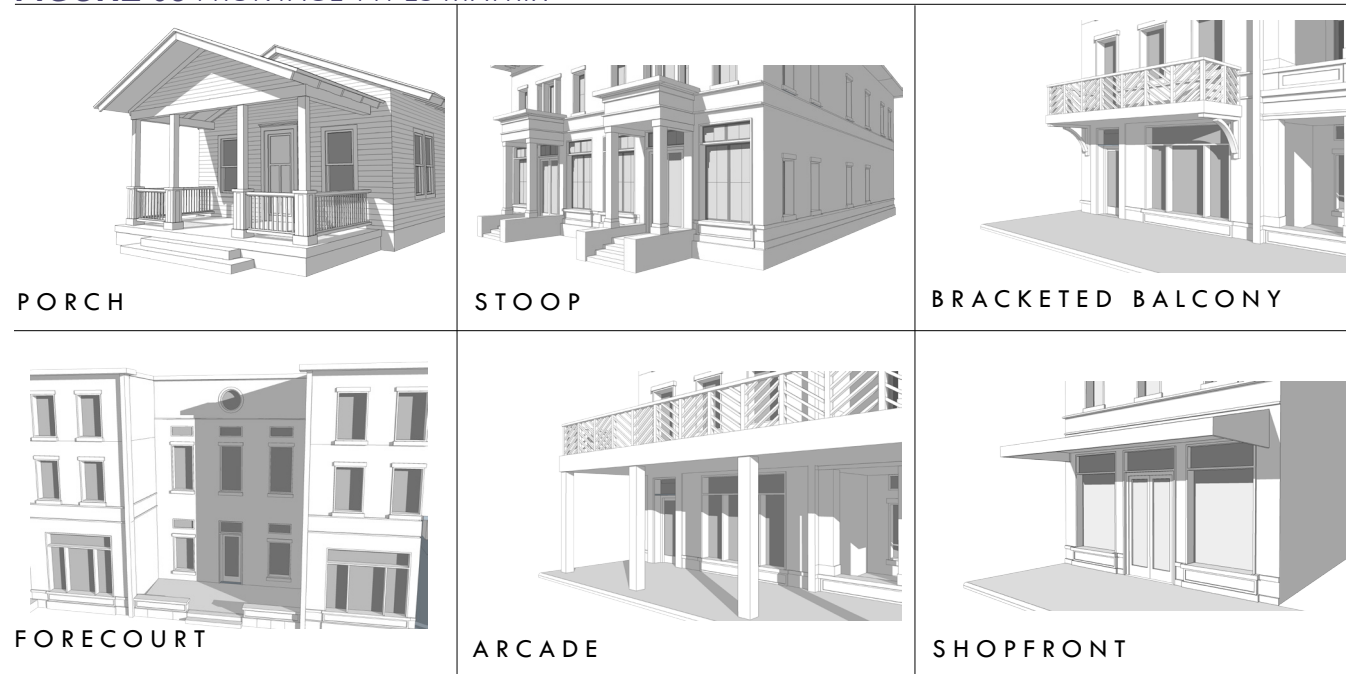 PORCH
STOOP
BRACKETED BALCONY
FORECOURT
ARCADE
SHOPFRONT